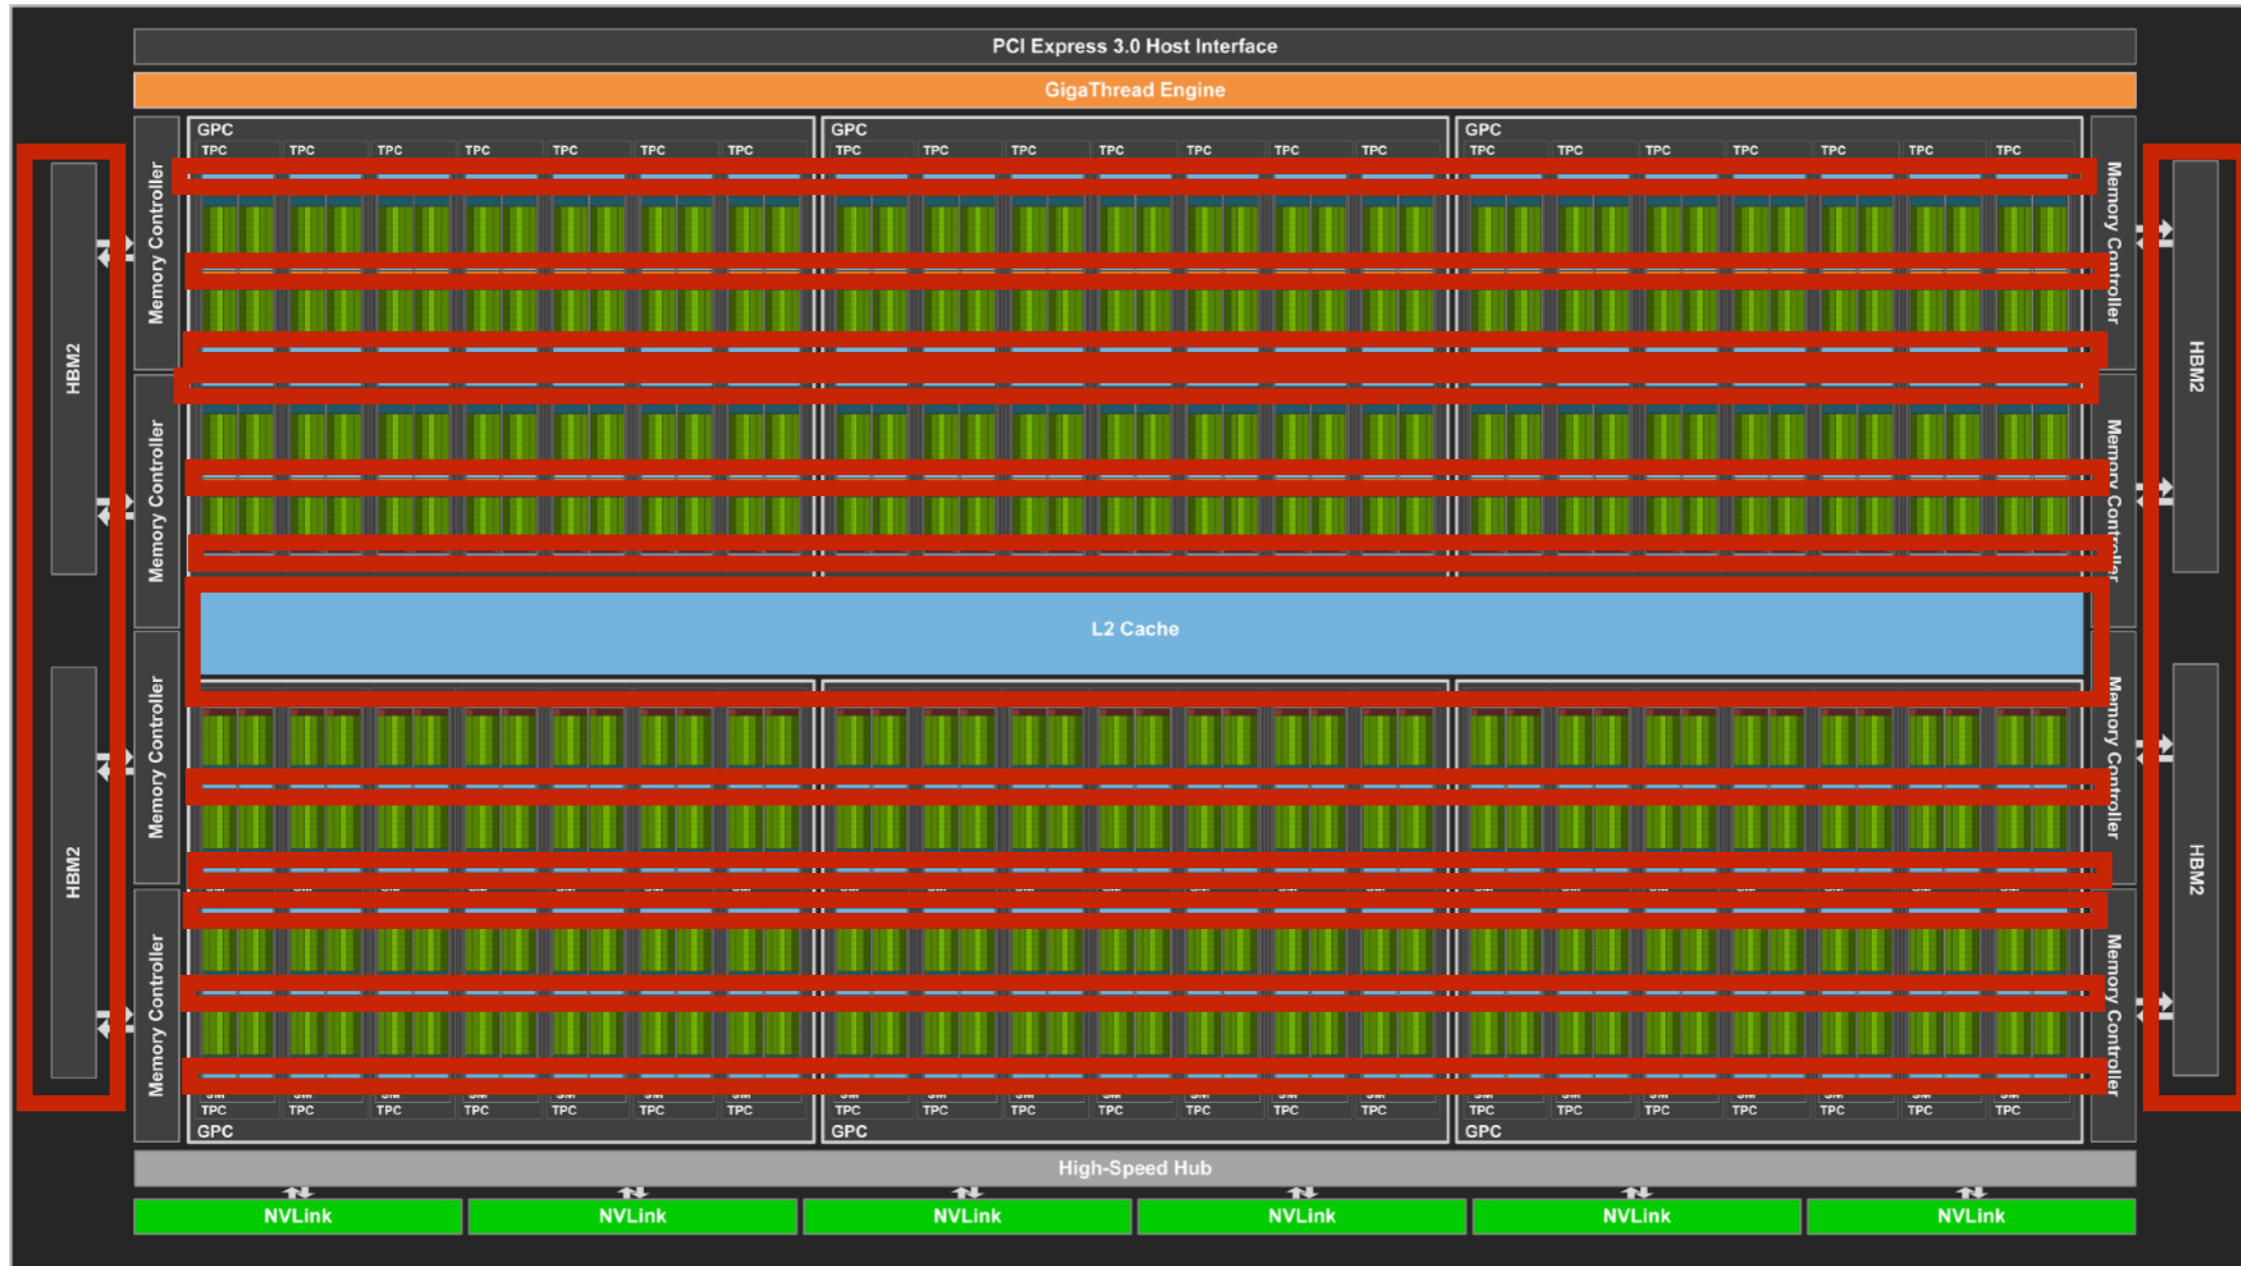 PCI Express 3.0 Host Interface
GigaThread Engine
GPC GPC GPC
TPC TPC TPC TPC TPC TPC TPC TPC TPC TPC TPC TPC TPC TPC TPC TPC TPC TPC TPC TPC TPC
Memory Controller
Memory Controller
Memory Controller
Memory Controller
HBM2
HBM2
L2 Cache
Memory Controller
Memory Controller
Memory Controller
Memory Controller
HBM2
HBM2
TPC TPC TPC TPC TPC TPC TPC TPC TPC TPC TPC TPC TPC TPC TPC TPC TPC TPC TPC TPC TPC
GPC GPC GPC
High-Speed Hub
NVLink NVLink NVLink NVLink NVLink NVLink